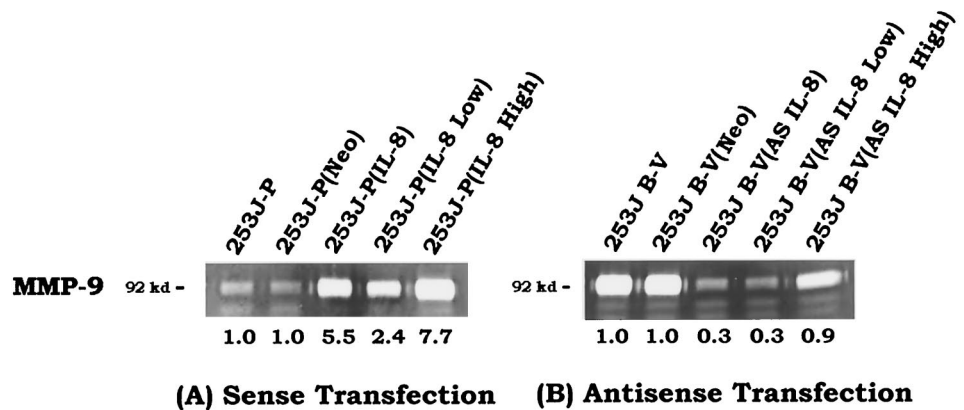 253J-P
253J-P(Neo)
253J-P(IL-8)
253J-P(IL-8 Low)
253J-P(IL-8 High)
253J B-V
253J B-V(Neo)
253J B-V(AS IL-8)
253J B-V(AS IL-8 Low)
253J B-V(AS IL-8 High)
MMP-9 92 kd -
92 kd -
1.0 1.0 5.5 2.4 7.7
1.0 1.0 0.3 0.3 0.9
(A) Sense Transfection
(B) Antisense Transfection